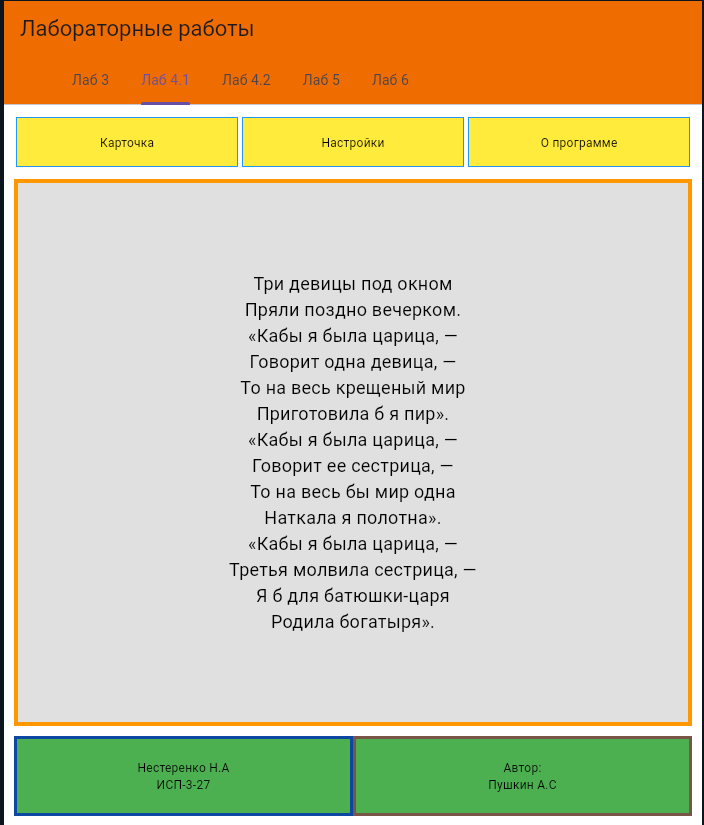 Лабораторные работы
Лаб 3 Лаб 4.1 Лаб 4.2 Лаб 5 Лаб 6
Карточка Настройки О программе
Три девицы под окном
Пряли поздно вечерком.
«Кабы я была царица, —
Говорит одна девица, —
То на весь крещеный мир
Приготовила б я пир».
«Кабы я была царица, —
Говорит ее сестрица, —
То на весь бы мир одна
Наткала я полотна».
«Кабы я была царица, —
Третья молвила сестрица, —
Я б для батюшки-царя
Родила богатыря».
Нестеренко Н.А
ИСП-3-27
Автор:
Пушкин А.С